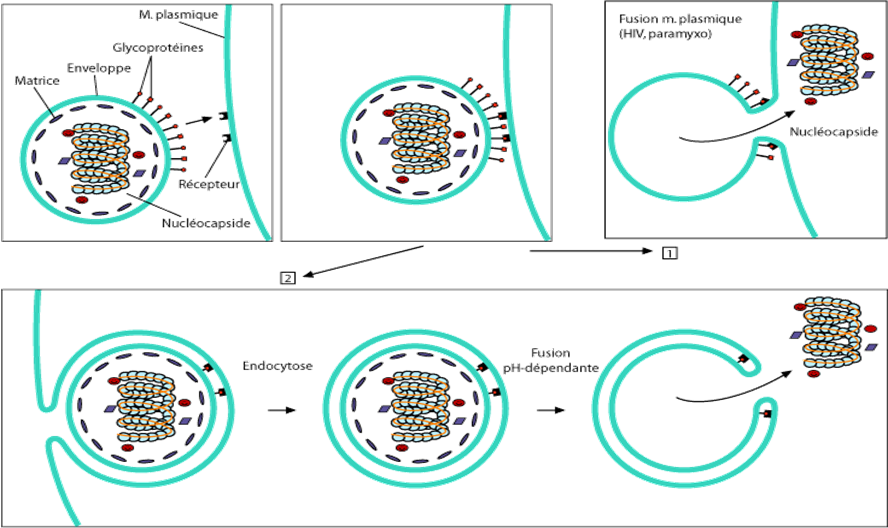 M. plasmique
Glycoprotéines
Enveloppe
Matrice
Récepteur
Nucléocapside
Fusion m. plasmique
(HIV, paramyxo)
Nucléocapside
1
2
Endocytose
Fusion
pH-dépendante